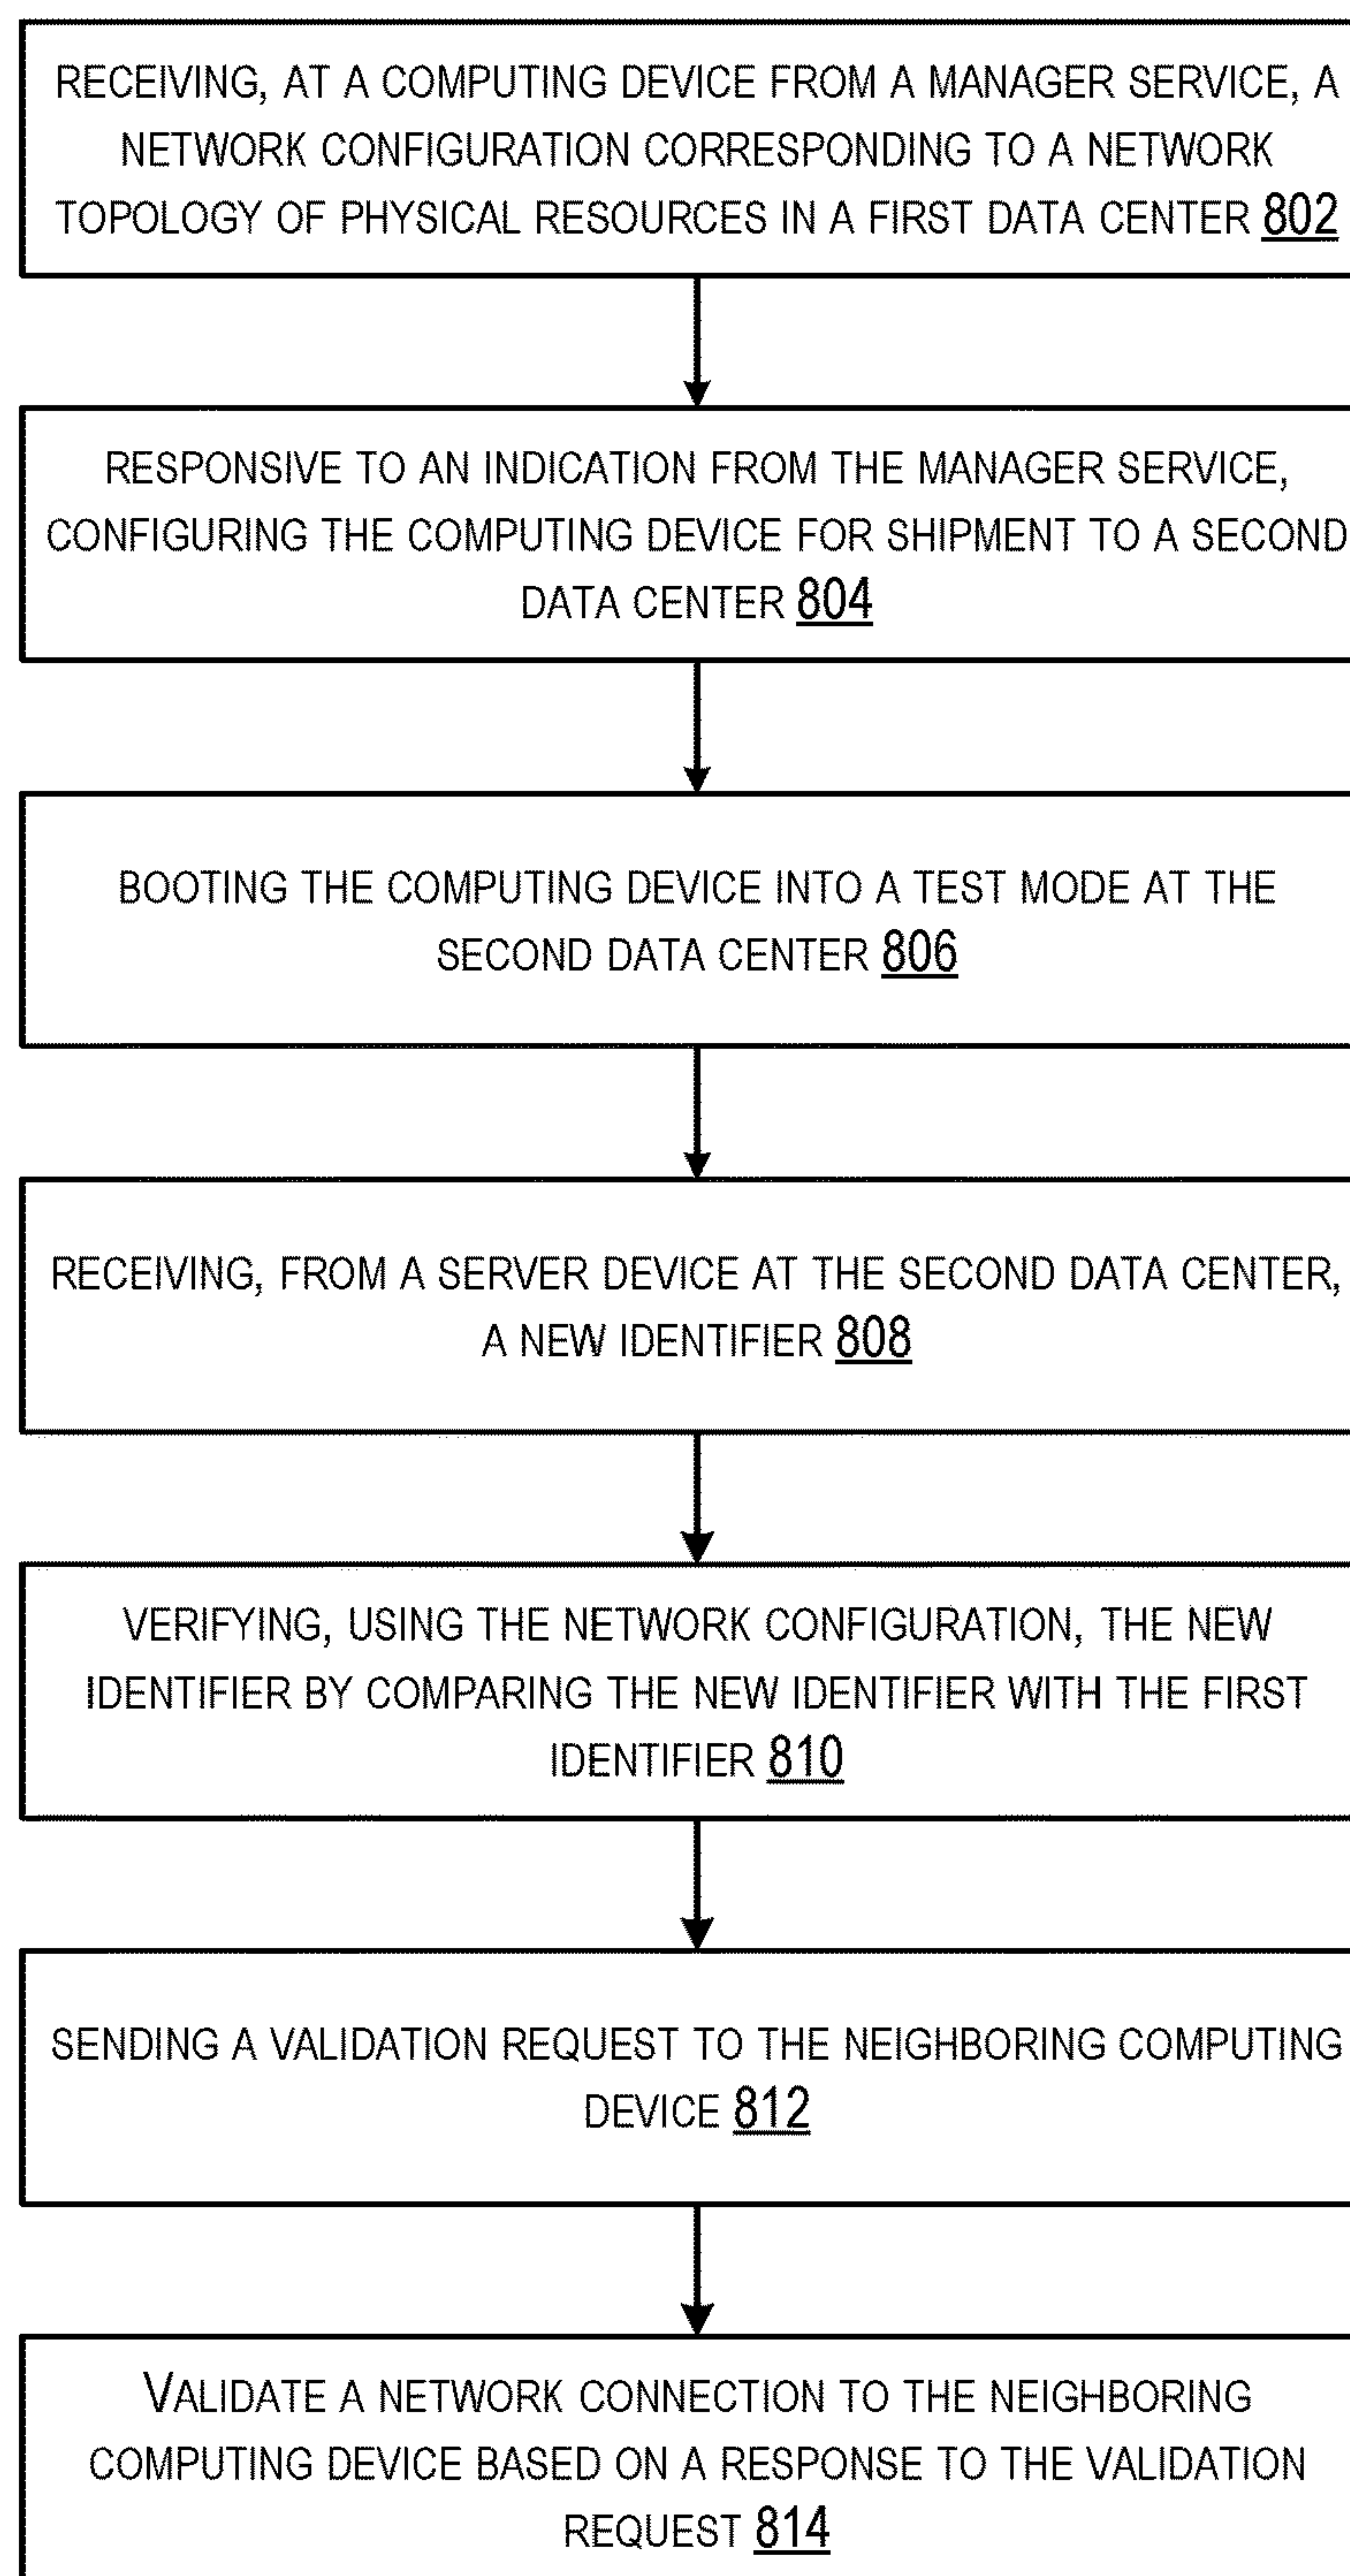 RECEIVING, AT A COMPUTING DEVICE FROM A MANAGER SERVICE, A
NETWORK CONFIGURATION CORRESPONDING TO A NETWORK
TOPOLOGY OF PHYSICAL RESOURCES IN A FIRST DATA CENTER 802
RESPONSIVE TO AN INDICATION FROM THE MANAGER SERVICE,
CONFIGURING THE COMPUTING DEVICE FOR SHIPMENT TO A SECOND
DATA CENTER 804
BOOTING THE COMPUTING DEVICE INTO A TEST MODE AT THE
SECOND DATA CENTER 806
RECEIVING, FROM A SERVER DEVICE AT THE SECOND DATA CENTER,
A NEW IDENTIFIER 808
VERIFYING, USING THE NETWORK CONFIGURATION, THE NEW
IDENTIFIER BY COMPARING THE NEW IDENTIFIER WITH THE FIRST
IDENTIFIER 810
SENDING A VALIDATION REQUEST TO THE NEIGHBORING COMPUTING
DEVICE 812
VALIDATE A NETWORK CONNECTION TO THE NEIGHBORING
COMPUTING DEVICE BASED ON A RESPONSE TO THE VALIDATION
REQUEST 814